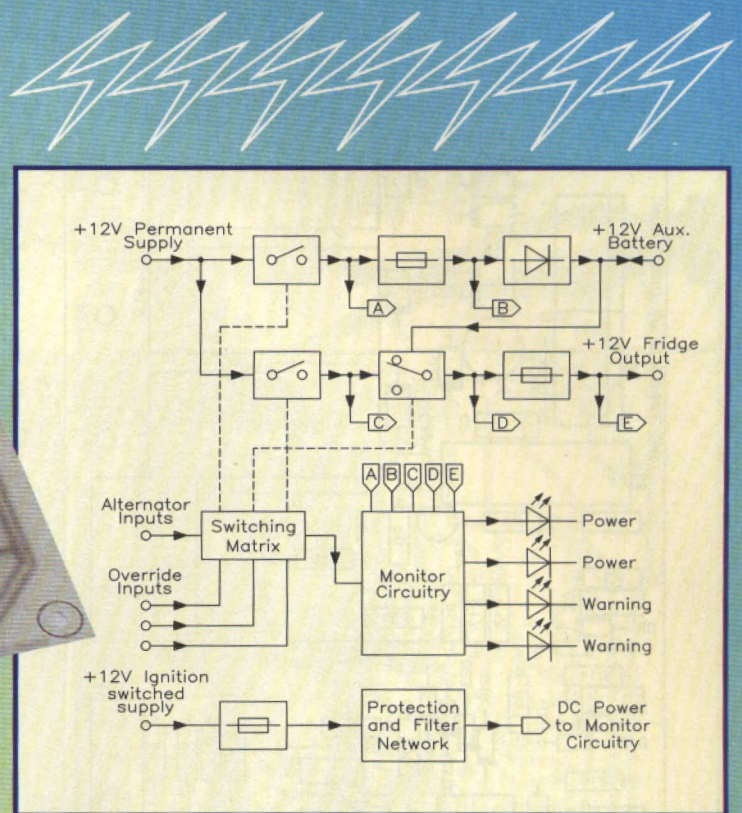 +12V Permanent
Supply
+12V Aux.
Battery
A
B
+12V Fridge
Output
C
D
E
A B C D E
Alternator
Inputs
Switching
Matrix
Power
Override
Inputs
Monitor
Circuitry
Power
Warning
Warning
+12V Ignition
switched
supply
Protection
and Filter
Network
DC Power
to Monitor
Circuitry